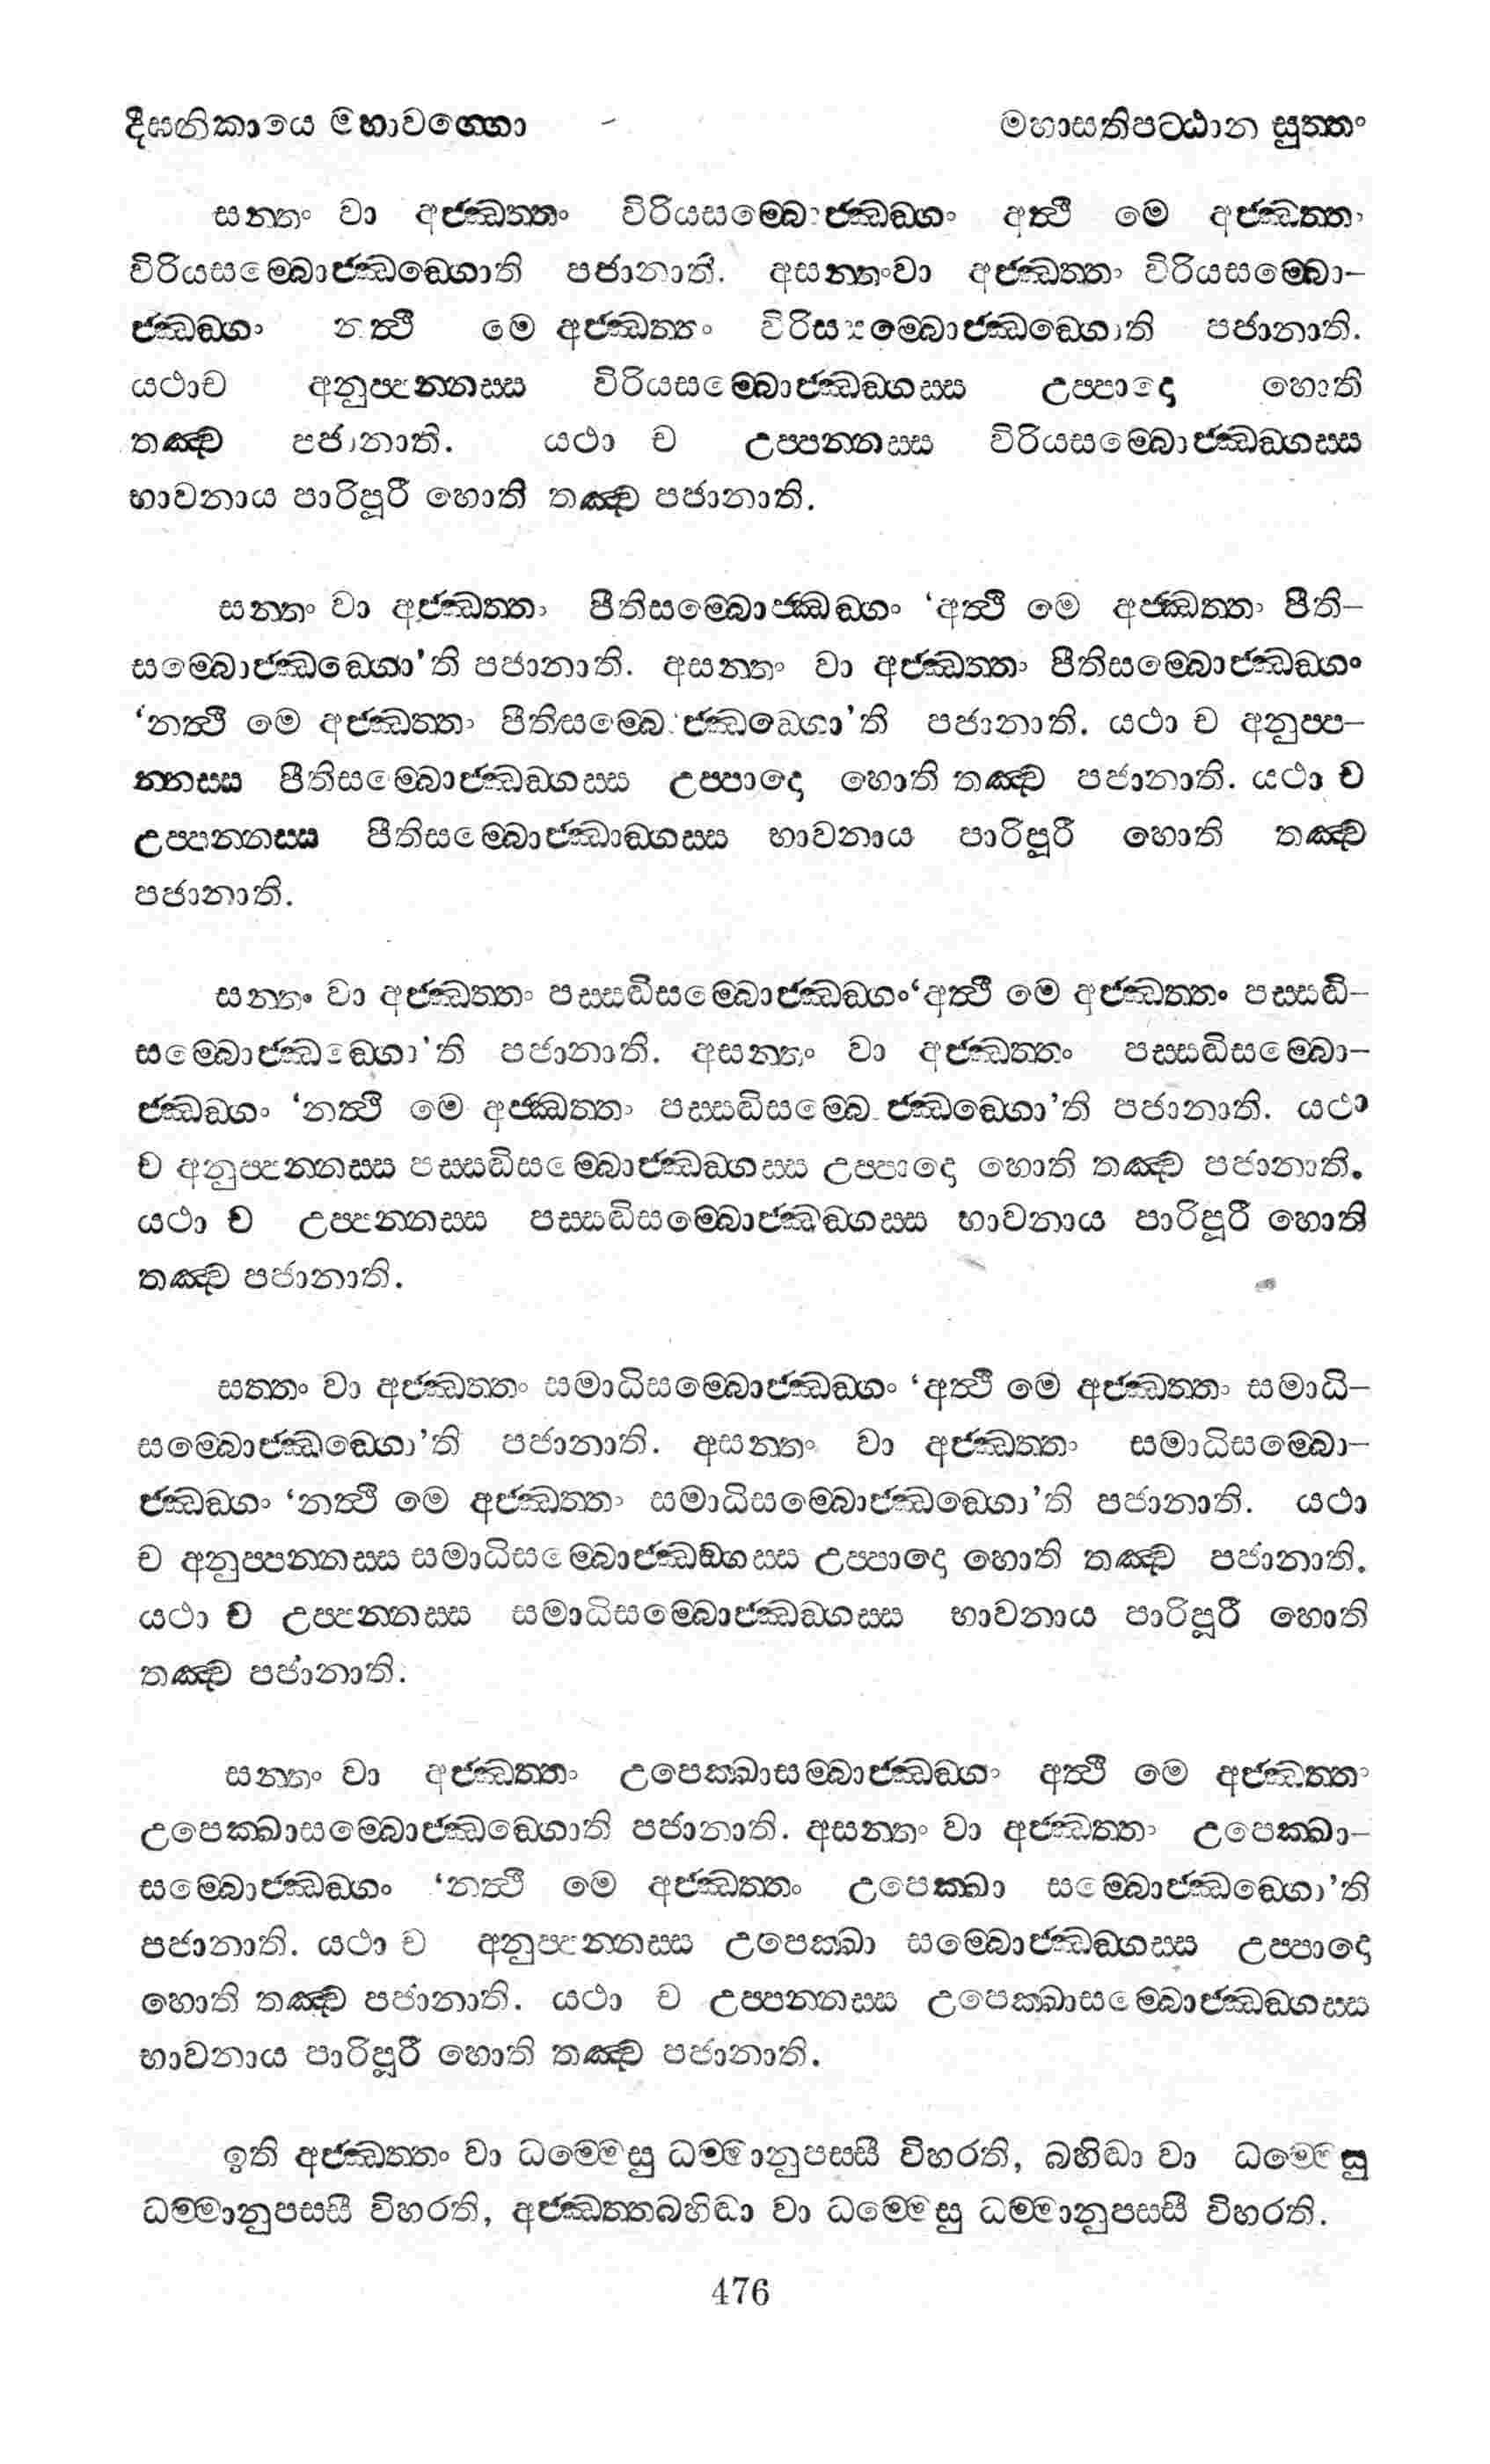 දීඝනිකායෙ මහාවග්ගො මහාසතිපට්ඨාන සුත්තං
සන්තං වා අජ්ඣත්තං විරියසම්බොජ්ඣඞ්ගං අත්ථි මෙ අජ්ඣත්තං
විරියසම්බොජ්ඣඞ්ගොති පජානාති. අසන්තංවා අජ්ඣත්තං විරියසම්බො–
ජ්ඣඞ්ගං නත්ථි මෙ අජ්ඣත්තං විරිසයම්බොජ්ඣඞ්ගොති පජානාති.
යථාච අනුප්පන්නස්ස විරියසම්බොජ්ඣඞ්ගස්ස උප්පාදො හොති
තඤ්ච පජානාති. යථා ච උප්පන්නස්ස විරියසම්බොජ්ඣඞ්ගස්ස
භාවනාය පාරිපූරී හොති තඤ්ච පජානාති.
සන්තං වා අජ්ඣත්තං පීතිසම්බොජ්ඣඞ්ගං ‘අත්ථි මෙ අජ්ඣත්තං පීති–
සම්බොජ්ඣඞ්ගො’ති පජානාති. අසන්තං වා අජ්ඣත්තං පීතිසම්බොජ්ඣඞ්ගං
‘නත්ථි මෙ අජ්ඣත්තං පීතිසම්බොජ්ඣඞ්ගො’ති පජානාති. යථා ච අනුප්ප–
න්නස්ස පීතිසම්බොජ්ඣඞ්ගස්ස උප්පාදො හොති තඤ්ච පජානාති. යථා ච
උප්පන්නස්ස පීතිසම්බොජ්ඣාඞ්ගස්ස භාවනාය පාරිපූරී හොති තඤ්ච
පජානාති.
සන්තං වා අජ්ඣත්තං පස්සද්ධිසම්බොජ්ඣඞ්ගං‘අත්ථි මෙ අජ්ඣත්තං පස්සද්ධි–
සම්බොජ්ඣඞ්ගො’ති පජානාති. අසන්තං වා අජ්ඣත්තං පස්සද්ධිසම්බො–
ජ්ඣඞ්ගං ‘නත්ථි මෙ අජ්ඣත්තං පස්සද්ධිසම්බොජ්ඣඞ්ගො’ති පජානාති. යථා
ච අනුප්පන්නස්ස පස්සද්ධිසම්බොජ්ඣඞ්ගස්ස උප්පාදො හොති තඤ්ච පජානාති.
යථා ච උප්පන්නස්ස පස්සද්ධිසම්බොජ්ඣඞ්ගස්ස භාවනාය පාරිපූරී හොති
තඤ්ච පජානාති.
සත්තං වා අජ්ඣත්තං සමාධිසම්බොජ්ඣඞ්ගං ‘අත්ථි මෙ අජ්ඣත්තං සමාධි–
සම්බොජ්ඣඞ්ගො’ති පජානාති. අසන්තං වා අජ්ඣත්තං සමාධිසම්බො–
ජ්ඣඞ්ගං ‘නත්ථි මෙ අජ්ඣත්තං සමාධිසම්බොජ්ඣඞ්ගො’ති පජානාති. යථා
ච අනුප්පන්නස්ස සමාධිසම්බොජ්ඣඞ්ගස්ස උප්පාදො හොති තඤ්ච පජානාති.
යථා ච උප්පන්නස්ස සමාධිසම්බොජ්ඣඞ්ගස්ස භාවනාය පාරිපූරී හොති
තඤ්ච පජානාති.
සන්තං වා අජ්ඣත්තං උපෙක්ඛාසම්බාජ්ඣඞ්ගං අත්ථි මෙ අජ්ඣත්තං
උපෙක්ඛාසම්බොජ්ඣඞ්ගොති පජානාති. අසන්තං වා අජ්ඣත්තං උපෙක්ඛා–
සම්බොජ්ඣඞ්ගං ‘නත්ථි මෙ අජ්ඣත්තං උපෙක්ඛා සම්බොජ්ඣඞ්ගො’ති
පජානාති. යථා ච අනුප්පන්නස්ස උපෙක්ඛා සම්බොජ්ඣඞ්ගස්ස උප්පාදො
හොති තඤ්ච පජානාති. යථා ච උප්පන්නස්ස උපෙක්ඛාසම්බොජ්ඣඞ්ගස්ස
භාවනාය පාරිපූරී හොති තඤ්ච පජානාති.
ඉති අජ්ඣත්තං වා ධම්මෙසු ධම්මානුපස්සී විහරති, බහිද්ධා වා ධම්මෙසු
ධම්මානුපස්සී විහරති, අජ්ඣත්තබහිද්ධා වා ධම්මෙසු ධම්මානුපස්සී විහරති.
476